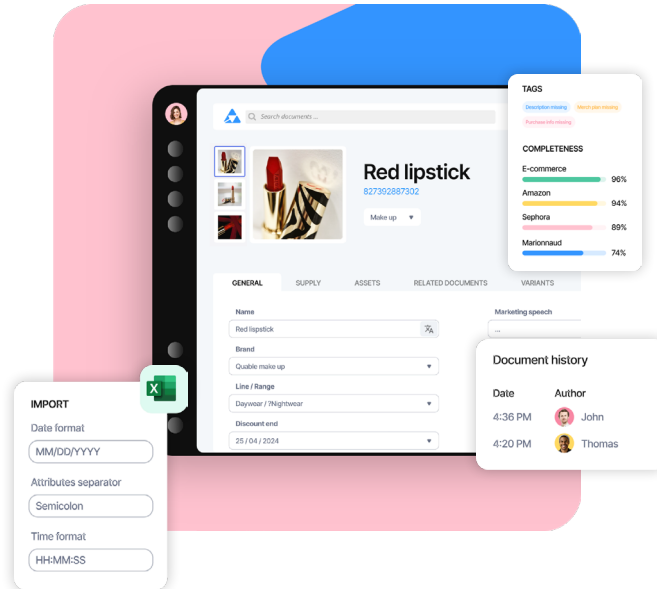 Search documents ...
Red lipstick
827392887302
Make up
GENERAL SUPPLY ASSETS RELATED DOCUMENTS VARIANTS
Name
Red lispstick
Brand
Quable make up
Line / Range
Daywear / ?Nightwear
Discount end
25 / 04 / 2024
Marketing speech
...
TAGS
Description missing
Purchase info missing
COMPLETENESS
E-commerce
96%
Amazon
94%
Sephora
89%
Marionnaud
74%
Document history
Date Author
4:36 PM John
4:20 PM Thomas
X
IMPORT
Date format
MM/DD/YYYY
Attributes separator
Semicolon
Time format
HH:MM:SS